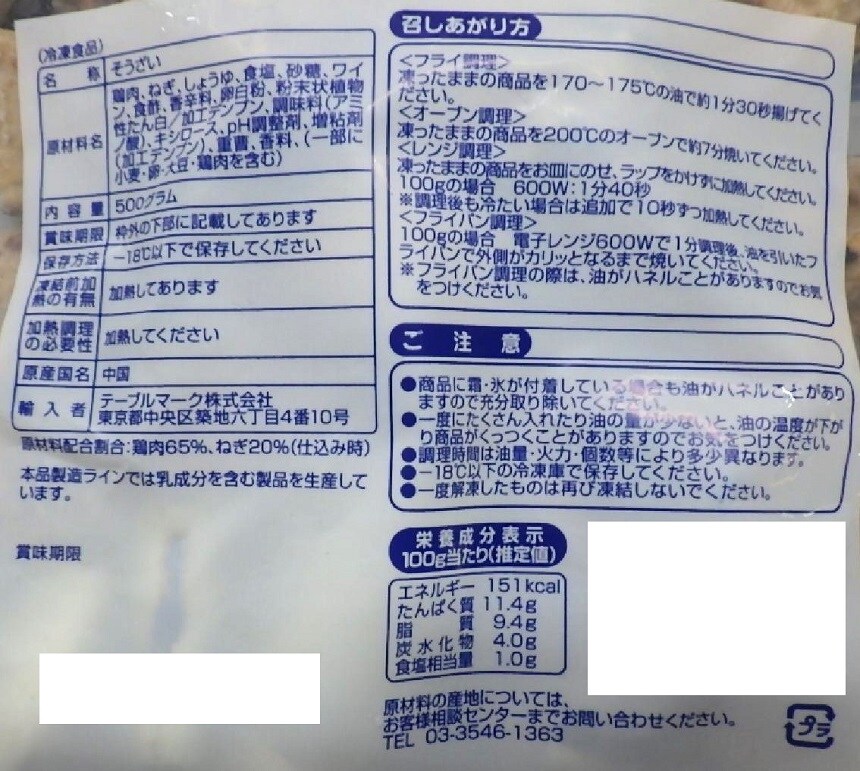 (冷凍食品)
名 称 そうざい
原材料名 鶏肉、ねぎ、しょうゆ、食塩、砂糖、ワイ
ン、食酢、香辛料、卵白粉、粉末状植物
性たん白/加工デンプン、調味料(アミ
ノ酸)、キシロース、pH調整剤、増粘剤
(加工デンプン)、重曹、香料、(一部に
小麦・卵・大豆・鶏肉を含む)
内 容 量 500グラム
賞味期限 枠外の下部に記載してあります
保存方法 −18℃以下で保存してください
凍結前加
熱の有無 加熱してあります
加熱調理
の必要性 加熱してください
原産国名 中国
輸 入 者 テーブルマーク株式会社
東京都中央区築地六丁目4番10号
原材料配合割合:鶏肉65%、ねぎ20%(仕込み時)
本品製造ラインでは乳成分を含む製品を生産して
います。
賞味期限
召しあがり方
<フライ調理>
凍ったままの商品を170〜175℃の油で約1分30秒揚げてく
ださい。
<オーブン調理>
凍ったままの商品を200℃のオーブンで約7分焼いてください。
<レンジ調理>
凍ったままの商品をお皿にのせ、ラップをかけずに加熱してください。
100gの場合 600W:1分40秒
※調理後も冷たい場合は追加で10秒ずつ加熱してください。
<フライパン調理>
100gの場合 電子レンジ600Wで1分調理後、油を引いたフ
ライパンで外側がカリッとなるまで焼いてください。
※フライパン調理の際は、油がハネルことがありますのでお気
をつけください。
ご 注 意
●商品に霜・氷が付着している場合も油がハネルことがあり
ますので充分取り除いてください。
●一度にたくさん入れたり油の量が少ないと、油の温度が下が
り商品がくっつくことがありますのでお気をつけください。
●調理時間は油量・火力・個数等により多少異なります。
●−18℃以下の冷凍庫で保存してください。
●一度解凍したものは再び凍結しないでください。
栄養成分表示
100g当たり(推定値)
エネルギー 151kcal
たんぱく質 11.4g
脂 質 9.4g
炭水化物 4.0g
食塩相当量 1.0g
原材料の産地については、
お客様相談センターまでお問い合わせください。
TEL 03-3546-1363
プラ